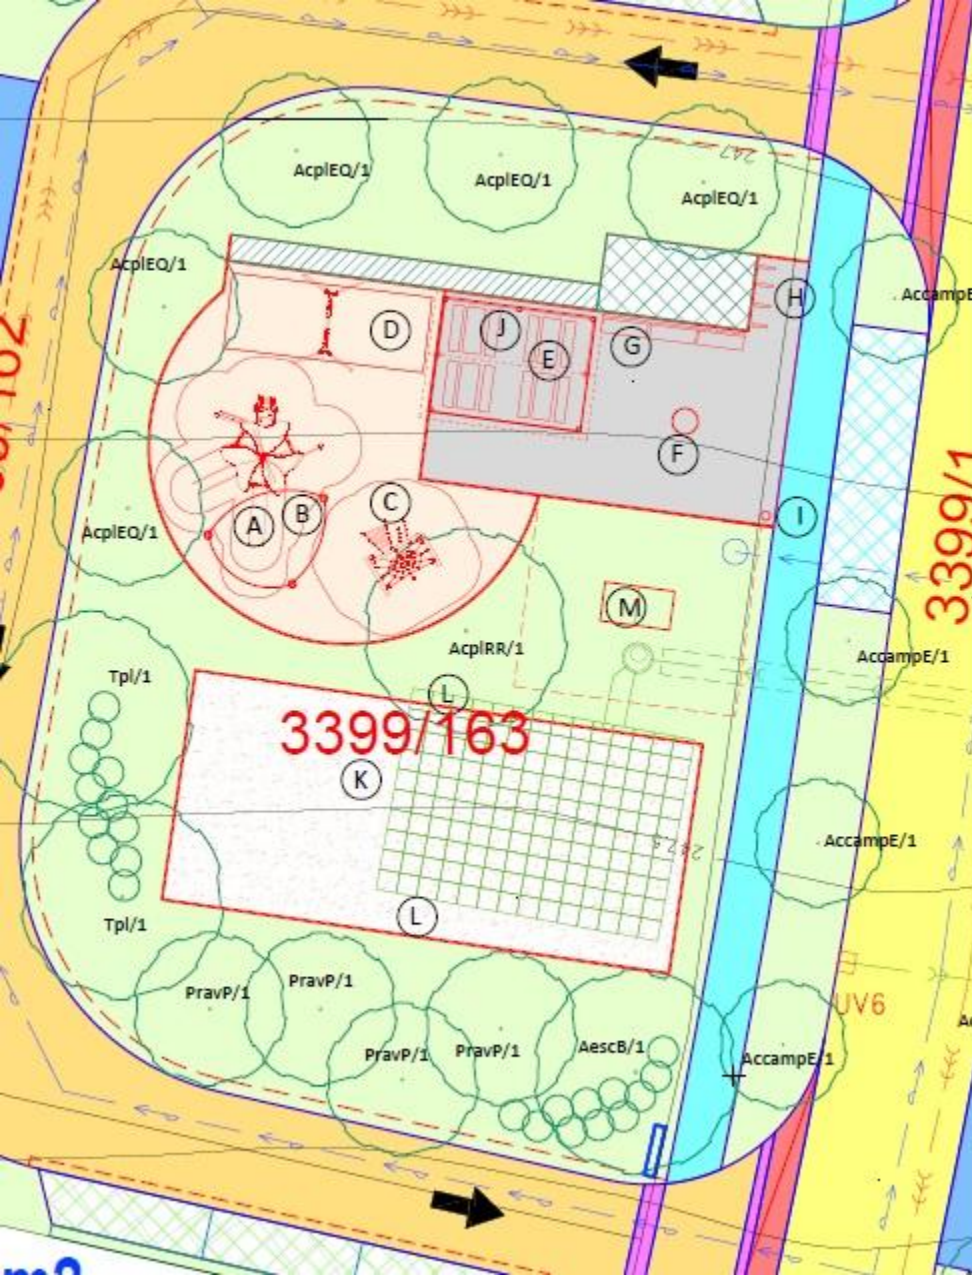 247
AcplEQ/1
AcplEQ/1
AcplEQ/1
AcplEQ/1
AccampE
H
D
J
E
G
F
C
B
A
I
AcplEQ/1
3399/1
M
AcplRR/1
AccampE/1
Tpl/1
L
3399/163
K
AccampE/1
L
Tpl/1
PravP/1
PravP/1
UV6
PravP/1
PravP/1
AescB/1
AccampE/1
m2